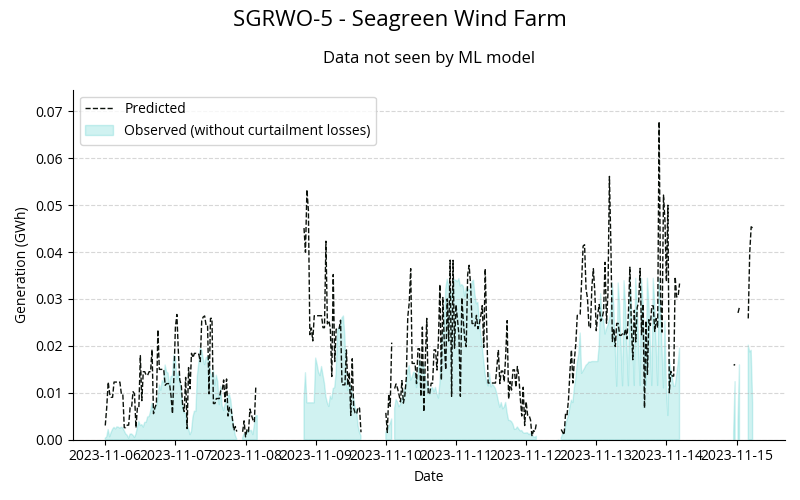 SGRWO-5 - Seagreen Wind Farm
Data not seen by ML model
Predicted
Observed (without curtailment losses)
0.07
0.06
0.05
0.04
0.03
0.02
0.01
0.00
Generation (GWh)
2023-11-06 2023-11-07 2023-11-08 2023-11-09 2023-11-10 2023-11-11 2023-11-12 2023-11-13 2023-11-14 2023-11-15
Date